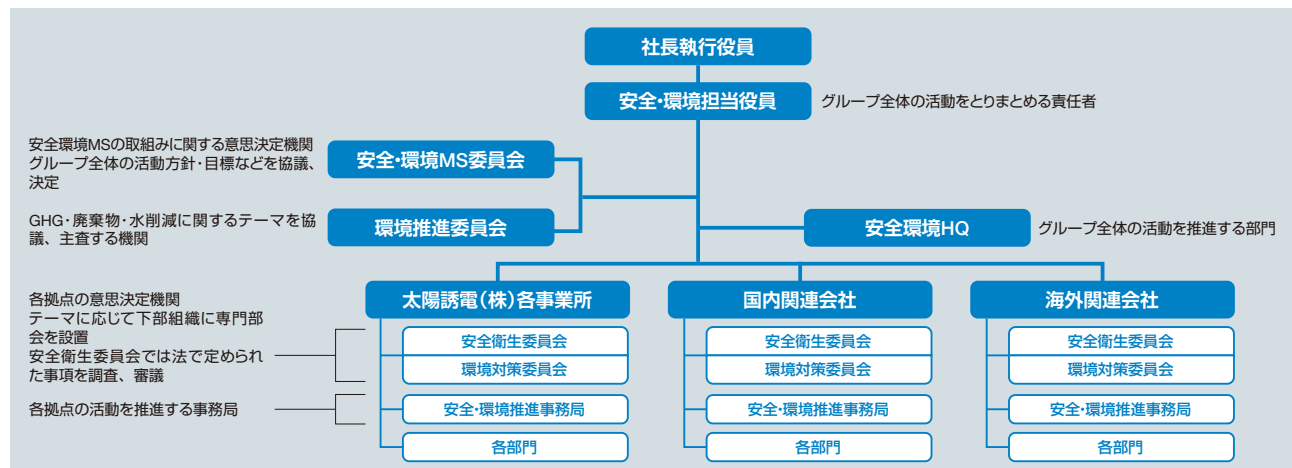 社長執行役員
安全・環境担当役員
グループ全体の活動をとりまとめる責任者
安全環境MSの取組みに関する意思決定機関
グループ全体の活動方針・目標などを協議、
決定
安全・環境MS委員会
GHG・廃棄物・水削減に関するテーマを協
議、主査する機関
環境推進委員会
安全環境HQ
グループ全体の活動を推進する部門
各拠点の意思決定機関
テーマに応じて下部組織に専門部
会を設置
安全衛生委員会では法で定められ
た事項を調査、審議
各拠点の活動を推進する事務局
太陽誘電(株)各事業所
安全衛生委員会
環境対策委員会
安全・環境推進事務局
各部門
国内関連会社
安全衛生委員会
環境対策委員会
安全・環境推進事務局
各部門
海外関連会社
安全衛生委員会
環境対策委員会
安全・環境推進事務局
各部門